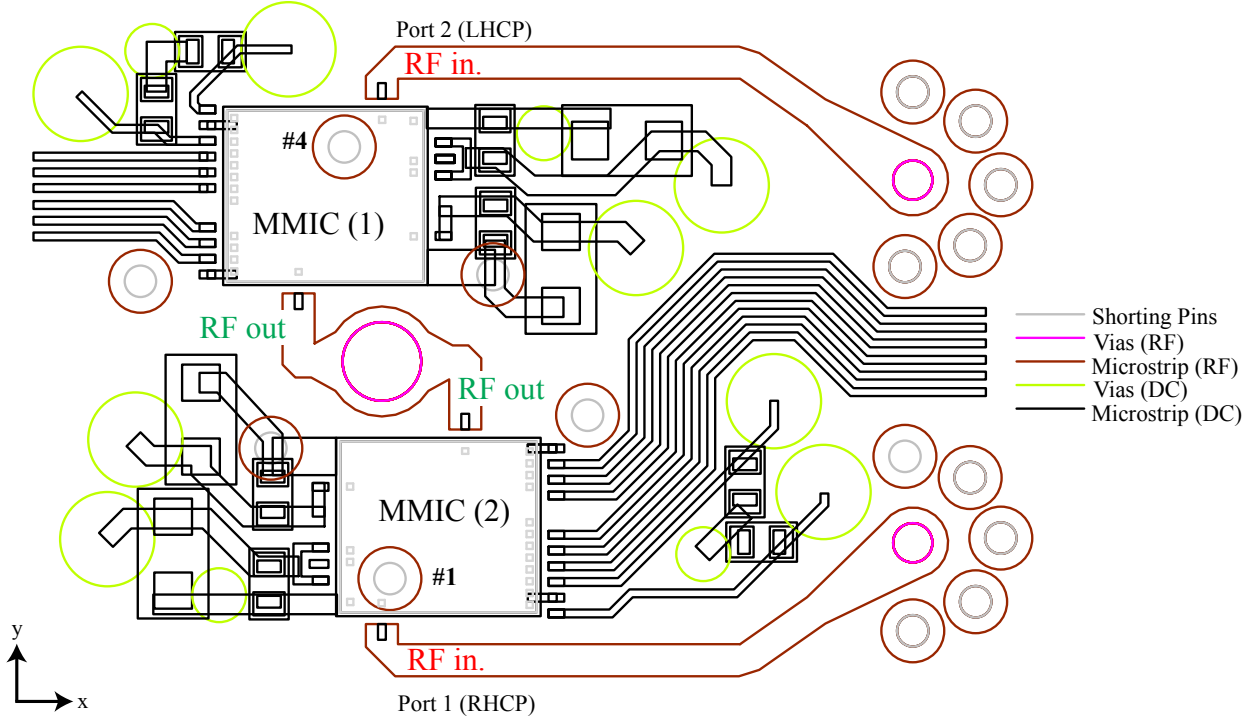 Port 2 (LHCP)
RF in.
#4
MMIC (1)
RF out
RF out
Shorting Pins
Vias (RF)
Microstrip (RF)
Vias (DC)
Microstrip (DC)
MMIC (2)
#1
RF in.
Port 1 (RHCP)
y
x